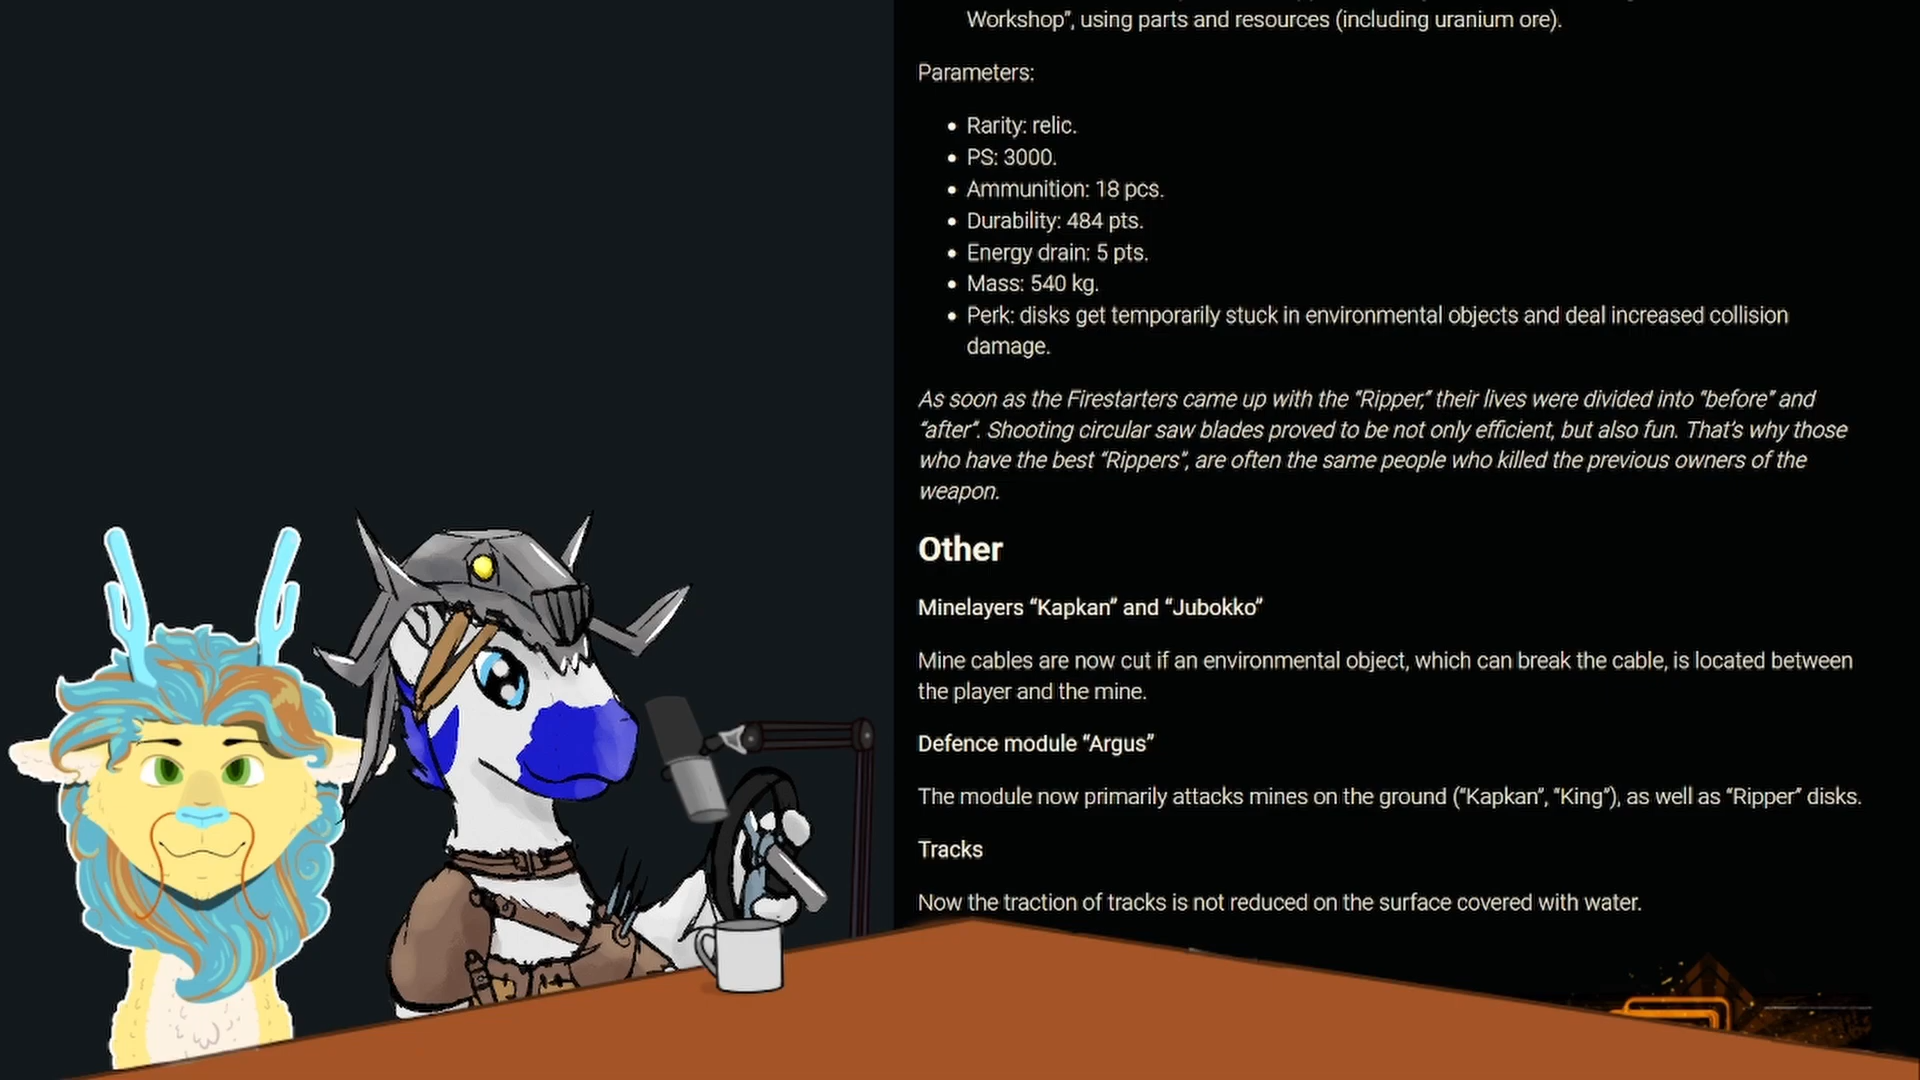 Workshop”, using parts and resources (including uranium ore).
Parameters:
• Rarity: relic.
• PS: 3000.
• Ammunition: 18 pcs.
• Durability: 484 pts.
• Energy drain: 5 pts.
• Mass: 540 kg.
• Perk: disks get temporarily stuck in environmental objects and deal increased collision
damage.
As soon as the Firestarters came up with the “Ripper,” their lives were divided into “before” and
“after”. Shooting circular saw blades proved to be not only efficient, but also fun. That’s why those
who have the best “Rippers”, are often the same people who killed the previous owners of the
weapon.
Other
Minelayers “Kapkan” and “Jubokko”
Mine cables are now cut if an environmental object, which can break the cable, is located between
the player and the mine.
Defence module “Argus”
The module now primarily attacks mines on the ground (“Kapkan”, “King”), as well as “Ripper” disks.
Tracks
Now the traction of tracks is not reduced on the surface covered with water.